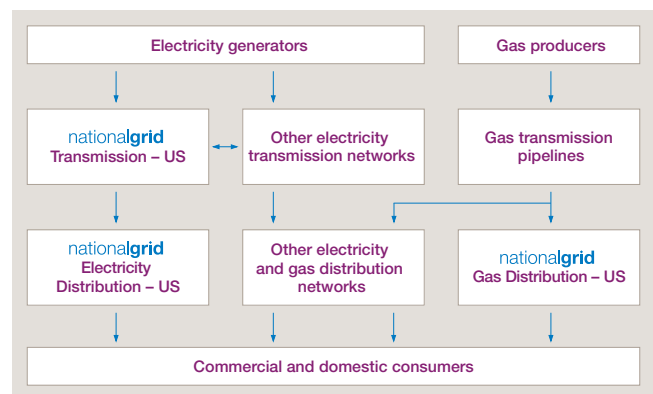 Electricity generators
Gas producers
nationalgrid
Transmission – US
Other electricity
transmission networks
Gas transmission
pipelines
nationalgrid
Electricity
Distribution – US
Other electricity
and gas distribution
networks
nationalgrid
Gas Distribution – US
Commercial and domestic consumers